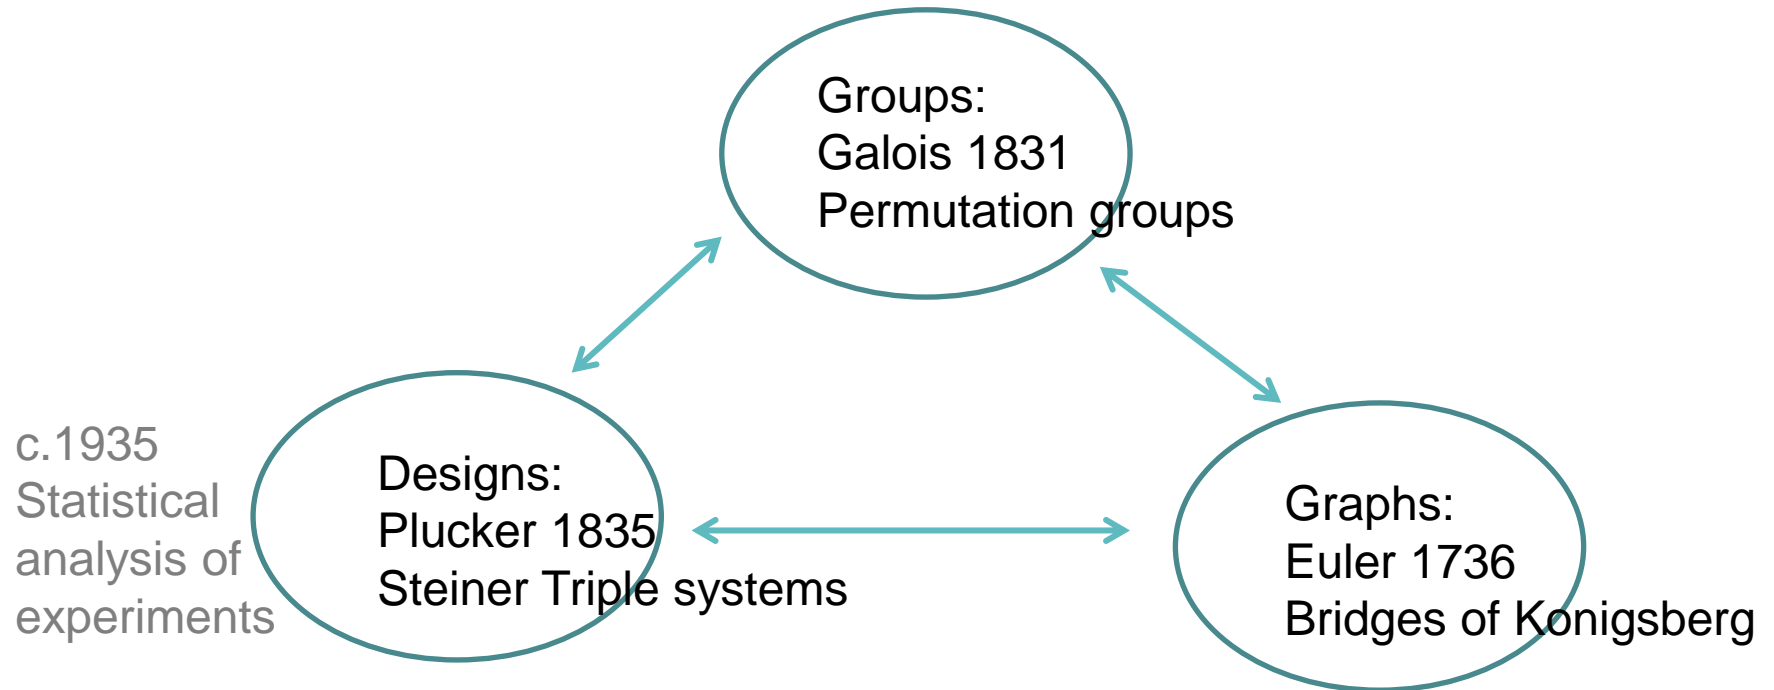 Groups:
Galois 1831
Permutation groups
c.1935
Statistical
analysis of
experiments
Designs:
Plucker 1835
Steiner Triple systems
Graphs:
Euler 1736
Bridges of Konigsberg